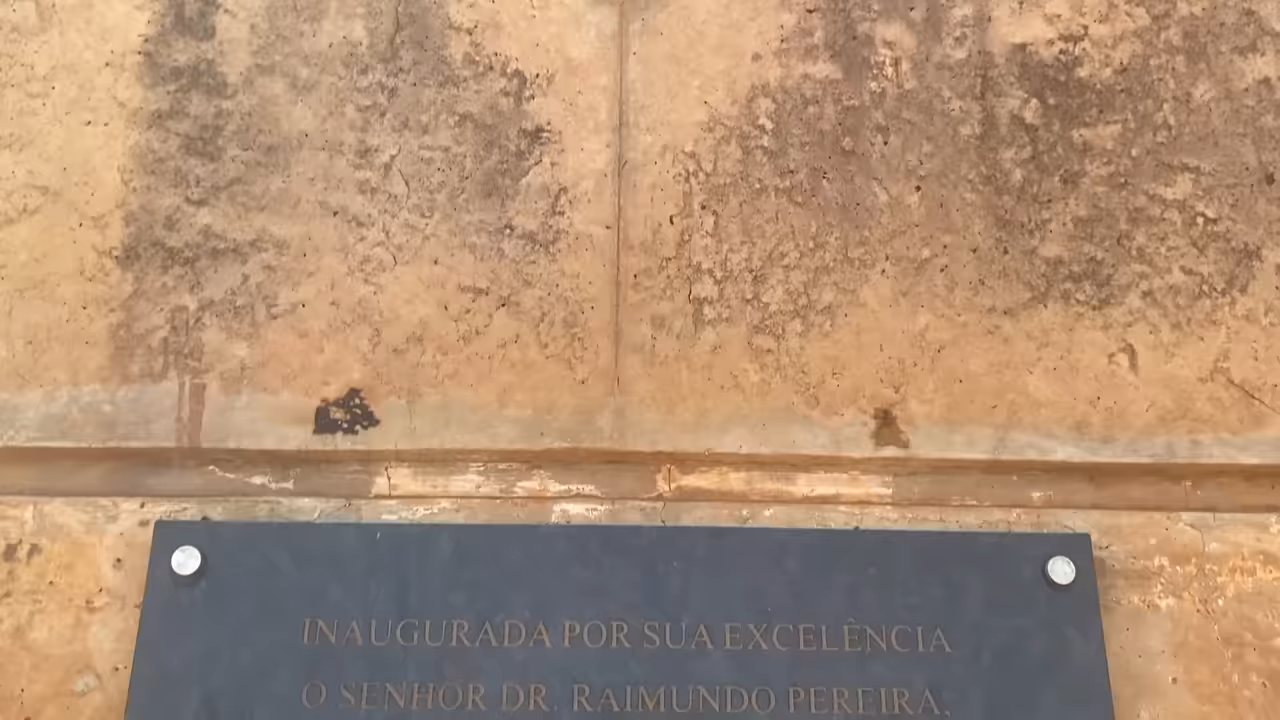 INAUGURADA POR SUA EXCELÊNCIA
O SENHOR DR. RAIMUNDO PEREIRA,